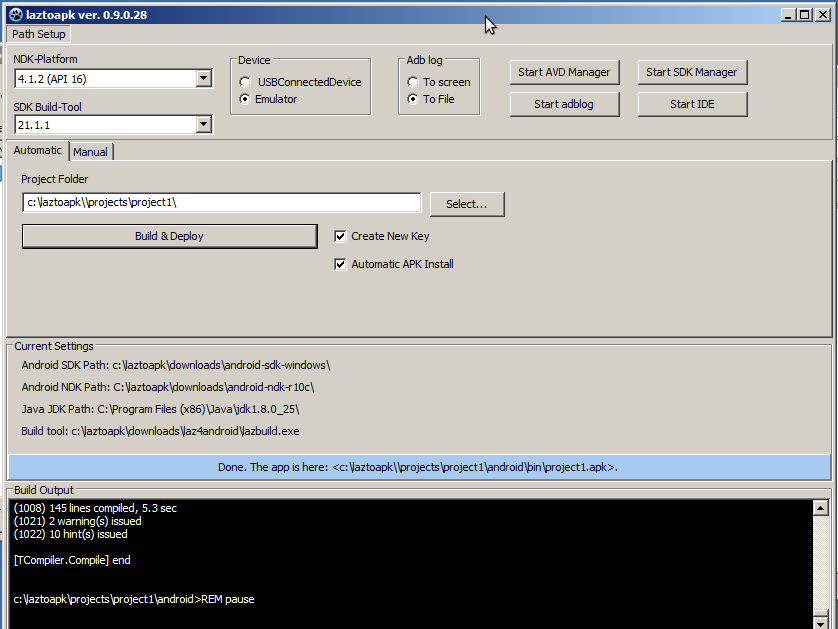 laztoapk ver. 0.9.0.28
Path Setup
NDK-Platform
4.1.2 (API 16)
SDK Build-Tool
21.1.1
Device
USBConnectedDevice
Emulator
Adb log
To screen
To File
Start AVD Manager
Start SDK Manager
Start adblog
Start IDE
Automatic
Manual
Project Folder
c:\laztoapk\\projects\project1\
Select...
Build & Deploy
Create New Key
Automatic APK Install
Current Settings
Android SDK Path: c:\laztoapk\downloads\android-sdk-windows\
Android NDK Path: C:\laztoapk\downloads\android-ndk-r10c\
Java JDK Path: C:\Program Files (x86)\Java\jdk1.8.0_25\
Build tool: c:\laztoapk\downloads\laz4android\lazbuild.exe
Done. The app is here: <c:\laztoapk\\projects\project1\android\bin\project1.apk>.
Build Output
(1008) 145 lines compiled, 5.3 sec
(1021) 2 warning(s) issued
(1022) 10 hint(s) issued
[TCompiler.Compile] end
c:\laztoapk\projects\project1\android>REM pause